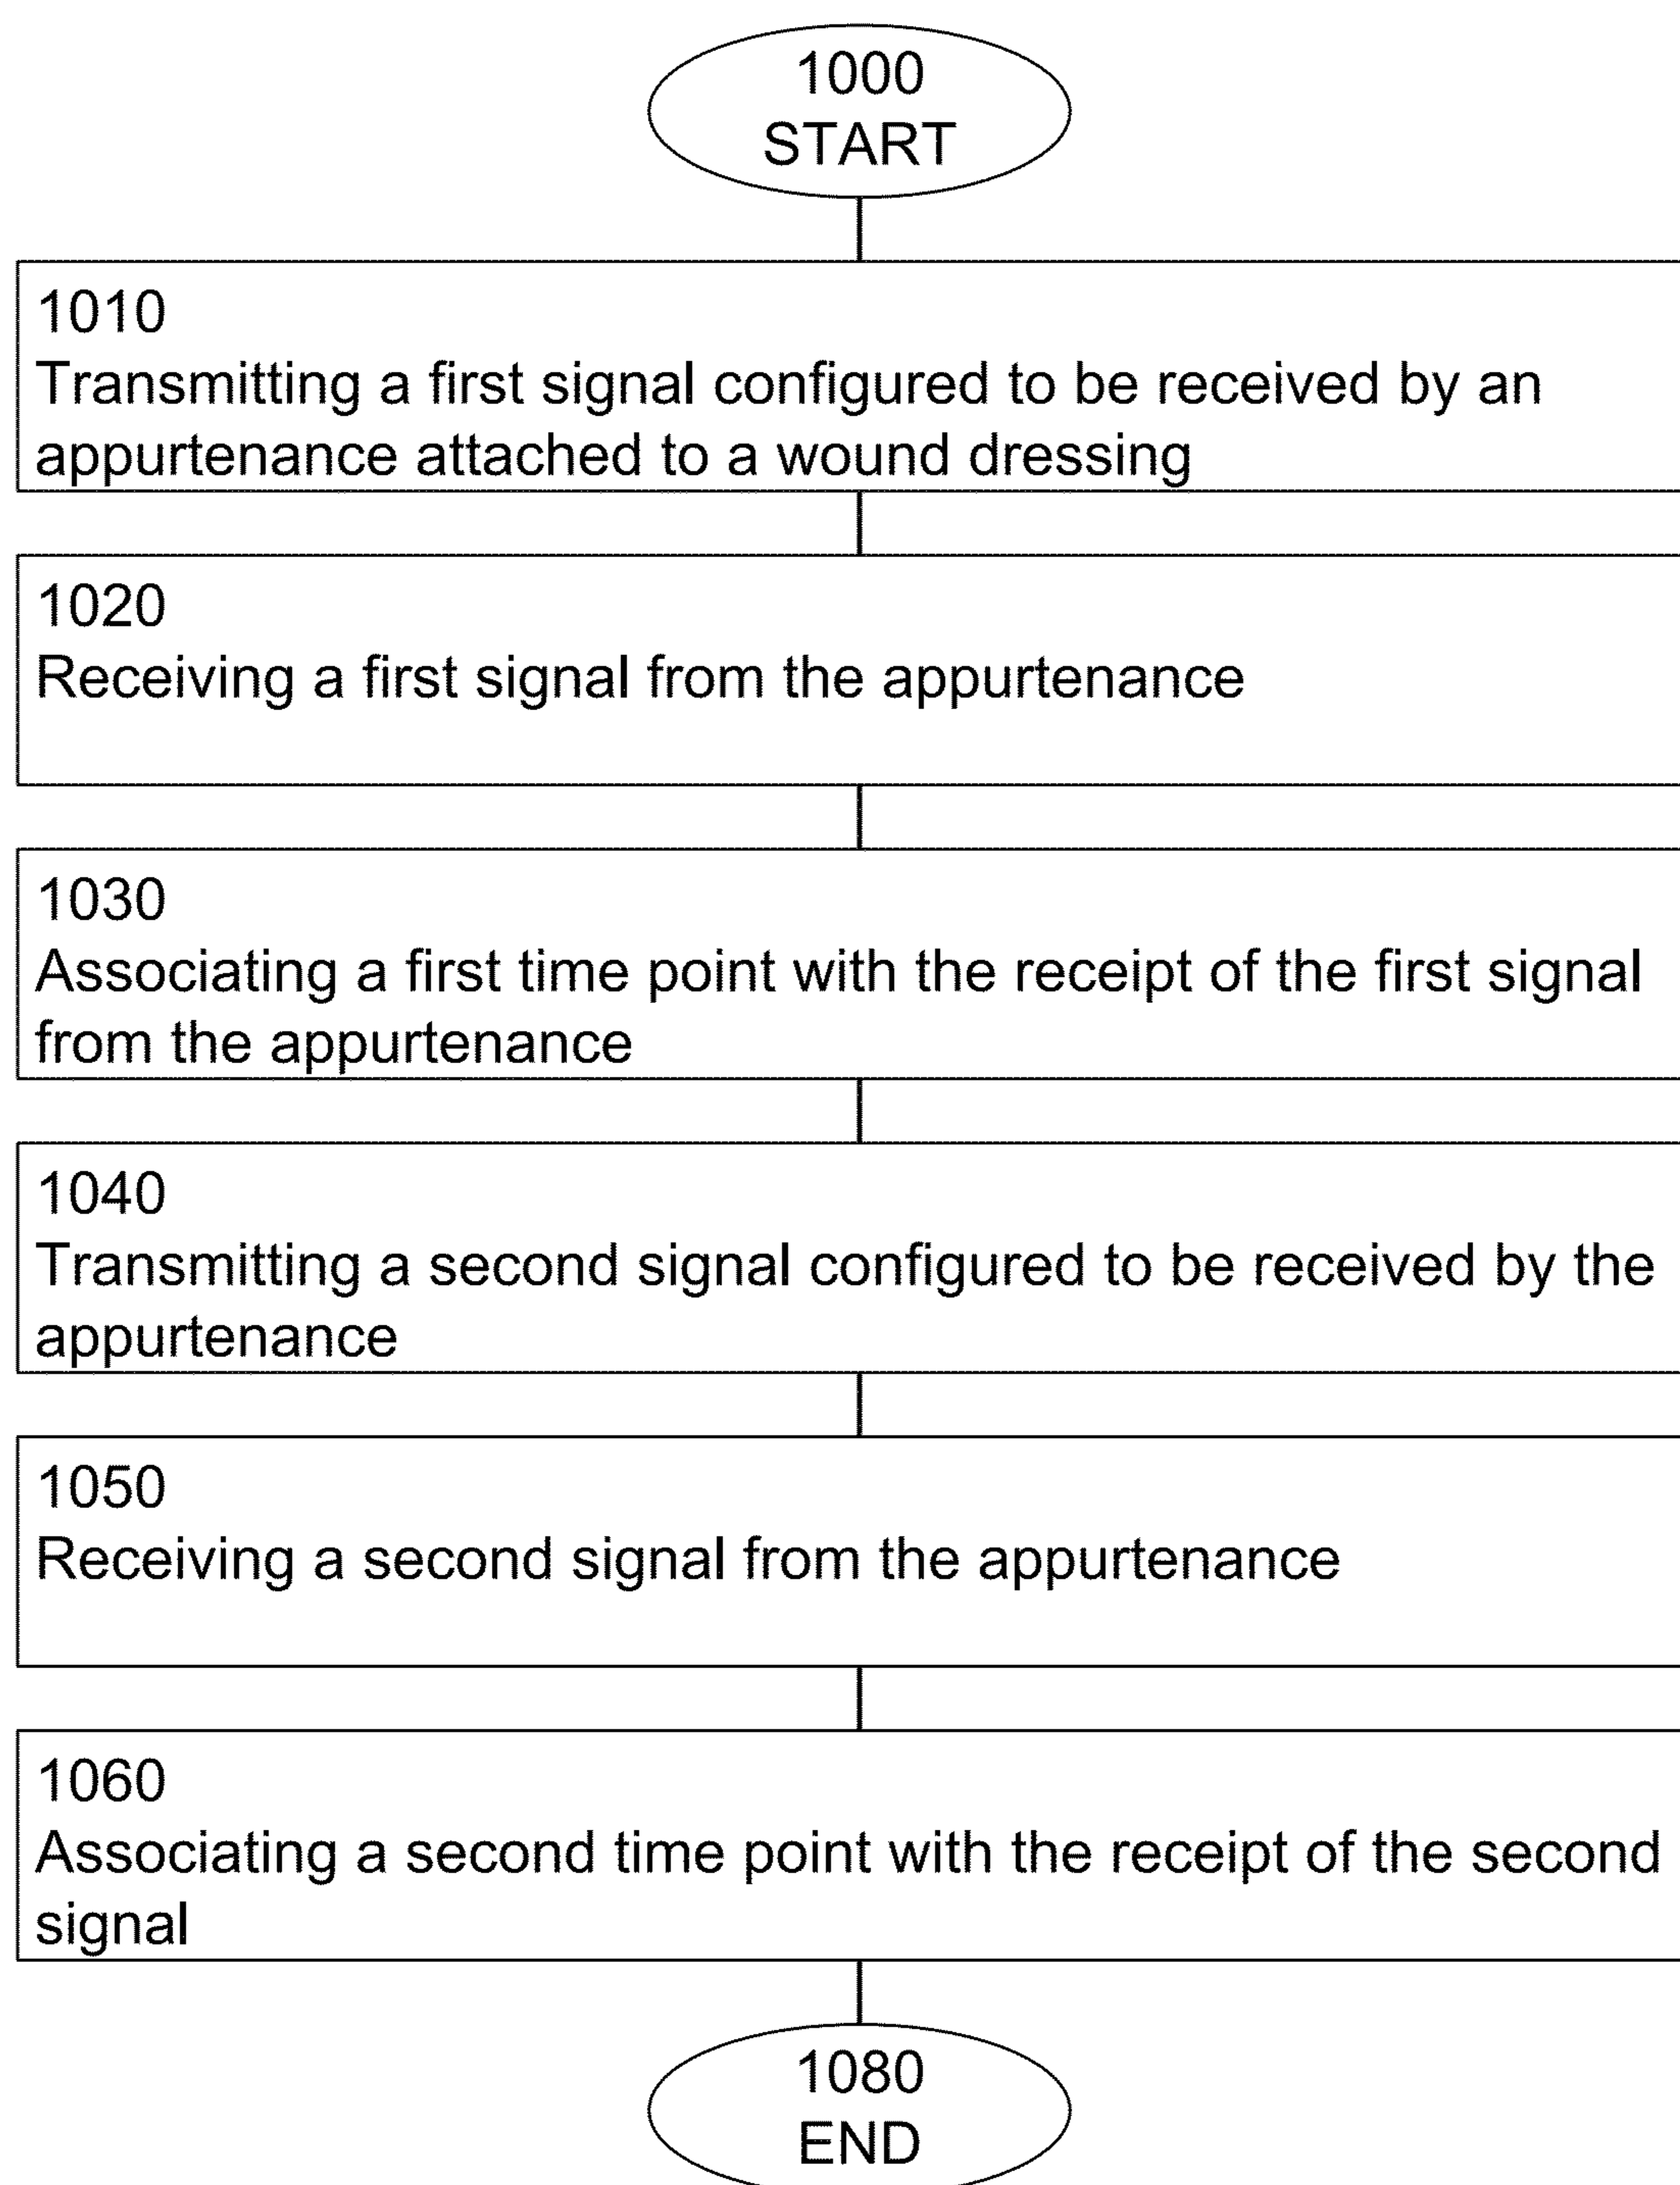 1000
START
1010
Transmitting a first signal configured to be received by an
appurtenance attached to a wound dressing
1020
Receiving a first signal from the appurtenance
1030
Associating a first time point with the receipt of the first signal
from the appurtenance
1040
Transmitting a second signal configured to be received by the
appurtenance
1050
Receiving a second signal from the appurtenance
1060
Associating a second time point with the receipt of the second
signal
1080
END